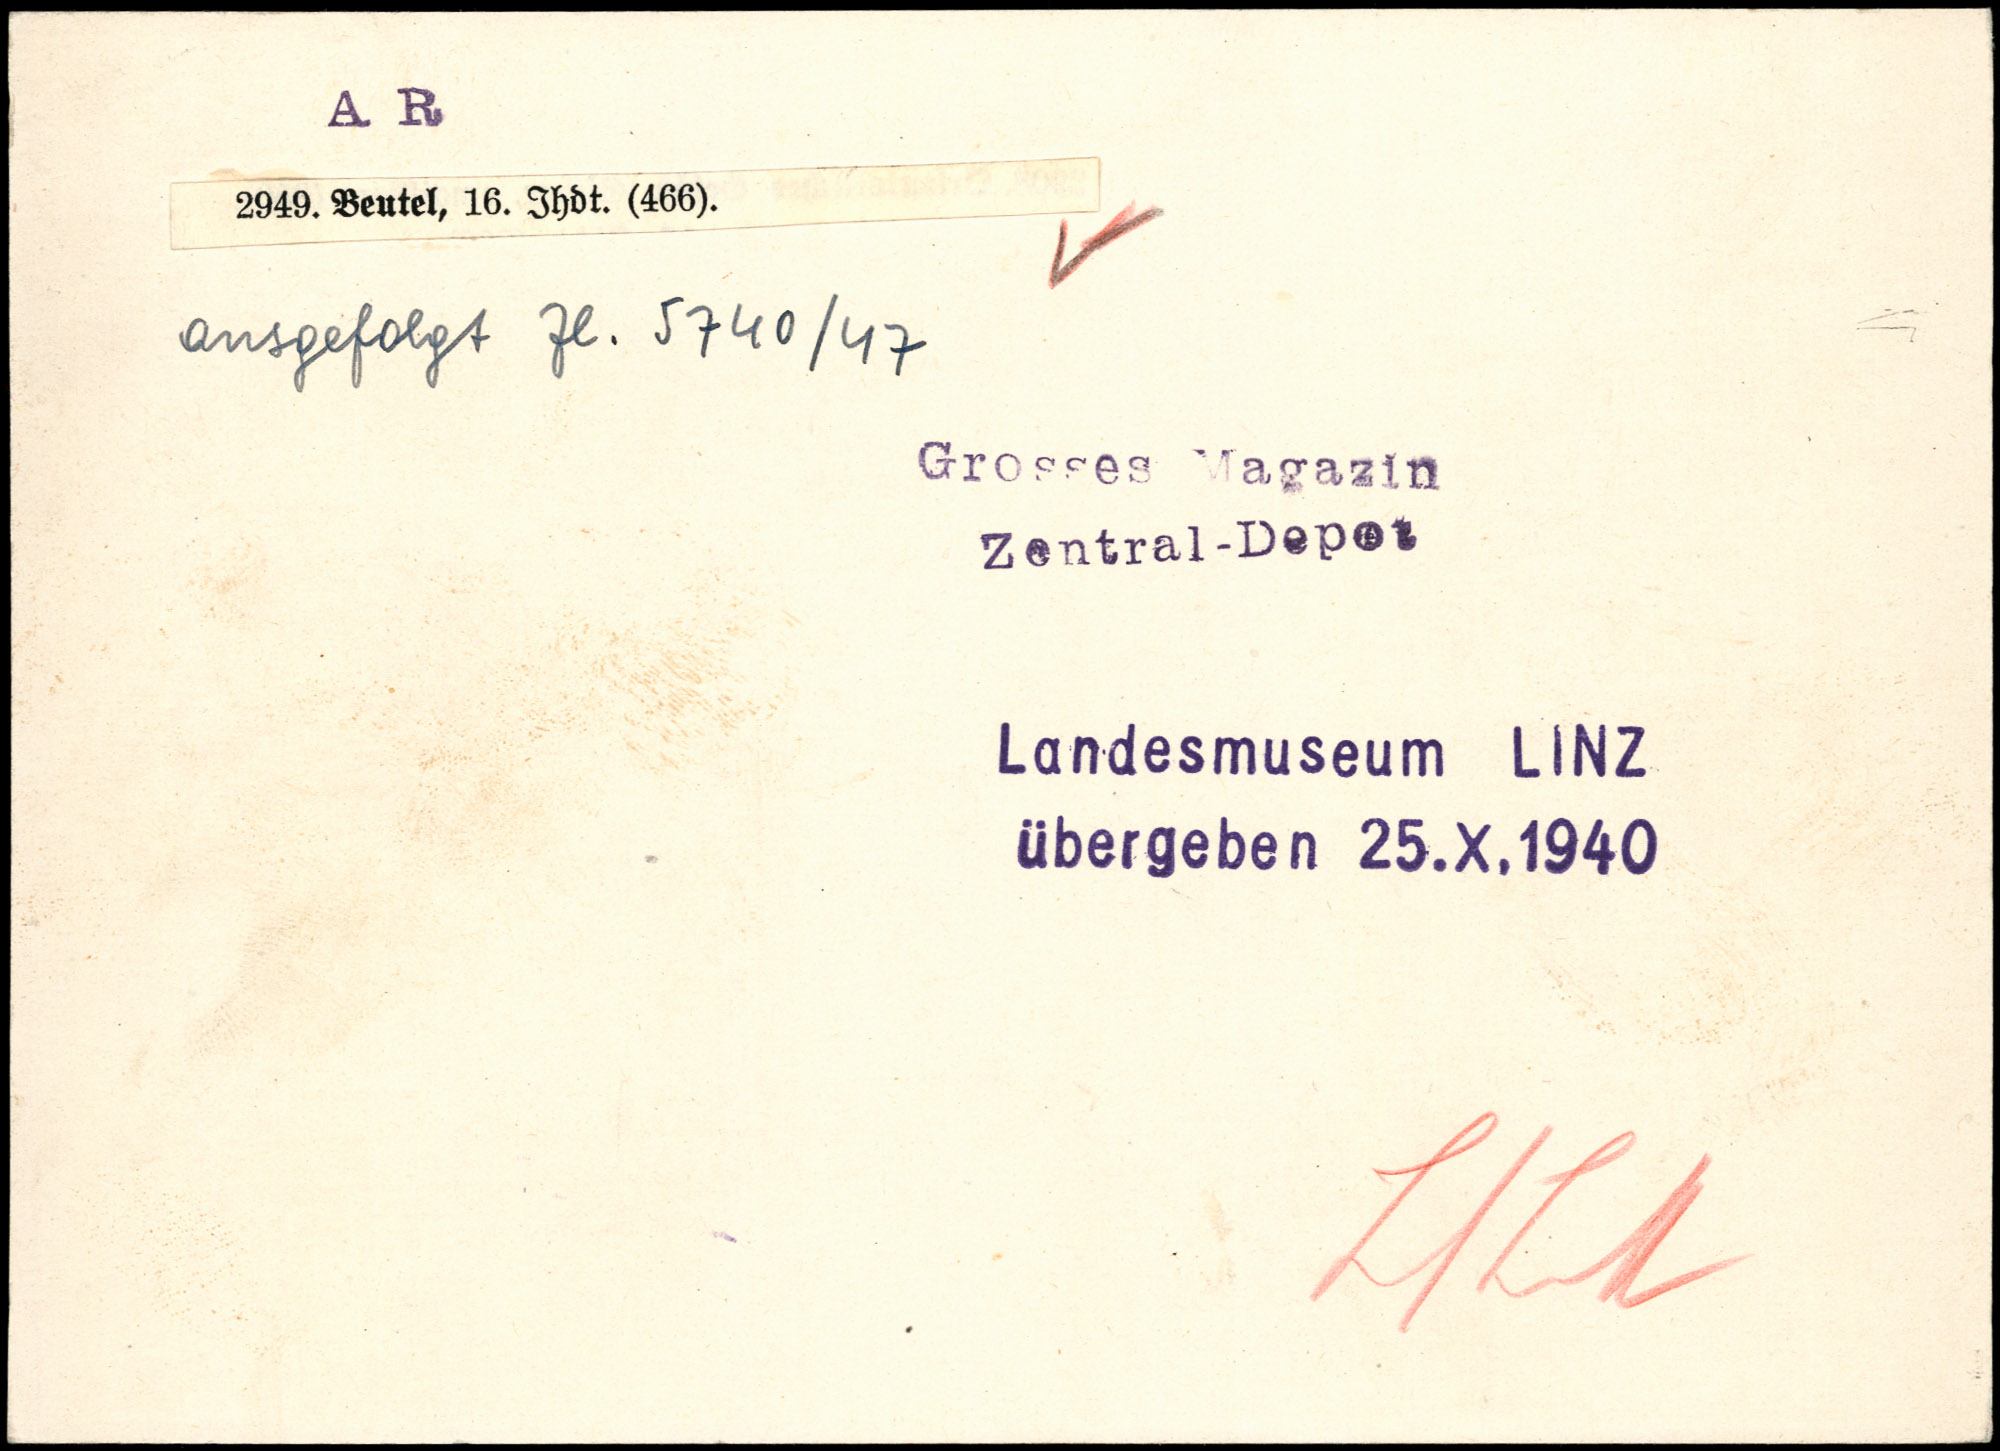 A R
2949. Beutel, 16. Jhdt. (466).
ausgefolgt Zl. 5740/47
Grosses Magazin
Zentral-Depot
Landesmuseum LINZ
übergeben 25.X.1940